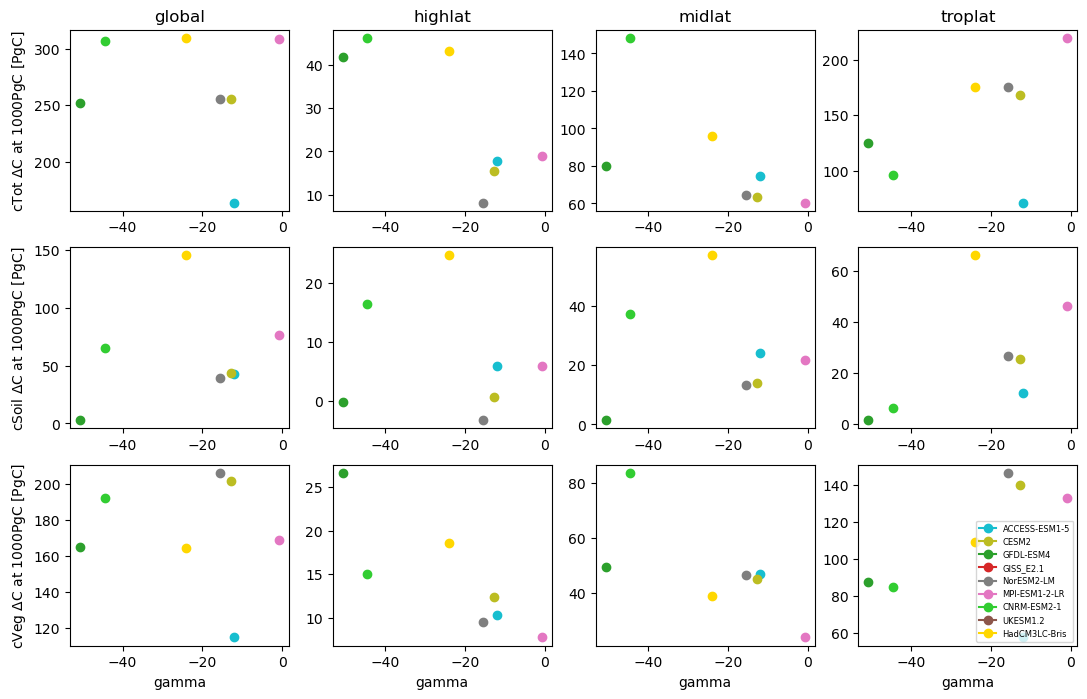 global highlat midlat troplat
cTot ΔC at 1000PgC [PgC]
300
250
200
40
30
20
10
140
120
100
80
60
200
150
100
−40 −20 0 −40 −20 0 −40 −20 0 −40 −20 0
cSoil ΔC at 1000PgC [PgC]
150
100
50
0
20
10
0
40
20
0
60
40
20
0
−40 −20 0 −40 −20 0 −40 −20 0 −40 −20 0
cVeg ΔC at 1000PgC [PgC]
200
180
160
140
120
25
20
15
10
80
60
40
140
120
100
80
60
ACCESS-ESM1-5
CESM2
GFDL-ESM4
GISS_E2.1
NorESM2-LM
MPI-ESM1-2-LR
CNRM-ESM2-1
UKESM1.2
HadCM3LC-Bris
−40 −20 0 −40 −20 0 −40 −20 0 −40 −20 0
gamma gamma gamma gamma